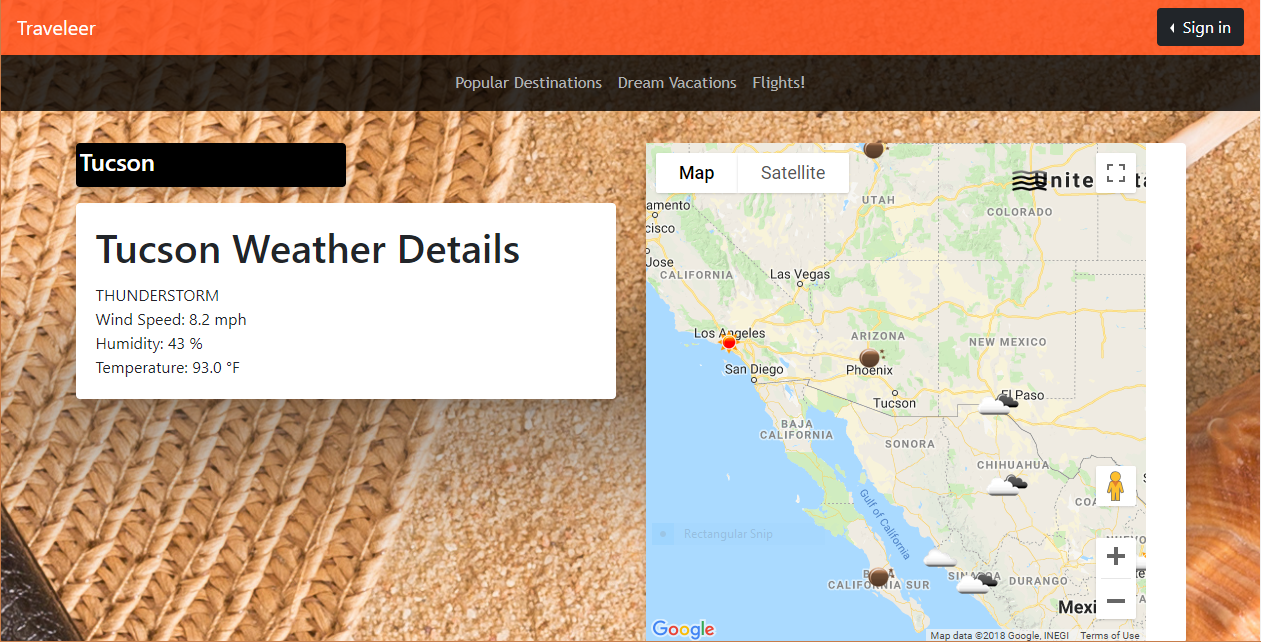 Traveleer
Sign in
Popular Destinations Dream Vacations Flights!
Tucson
Tucson Weather Details
THUNDERSTORM
Wind Speed: 8.2 mph
Humidity: 43 %
Temperature: 93.0 °F
Map Satellite
United
UTAH
COLORADO
amento
cisco
Jose
CALIFORNIA
Las Vegas
Los Angeles
ARIZONA
NEW MEXICO
Phoenix
San Diego
El Paso
Tucson
BAJA
CALIFORNIA
SONORA
CHIHUAHUA
COA
Gulf of California
Rectangular Snip
BAJA
CALIFORNIA SUR
SINALOA
DURANGO
Mexi
Google
Map data ©2018 Google, INEGI Terms of Use